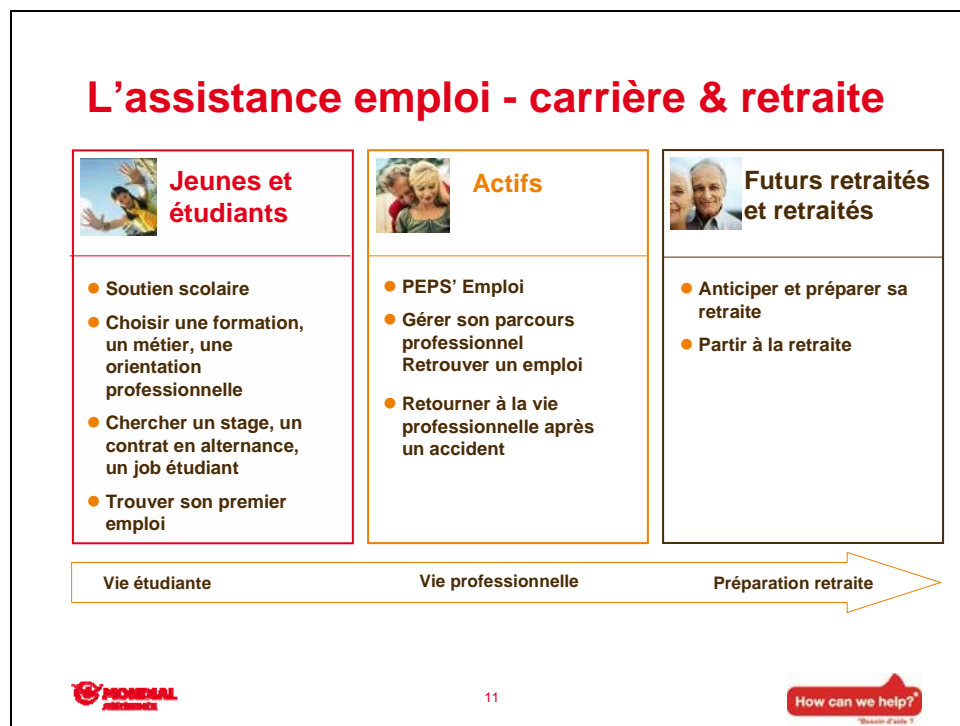 L’assistance emploi - carrière & retraite
Jeunes et
étudiants
● Soutien scolaire
● Choisir une formation,
un métier, une
orientation
professionnelle
● Chercher un stage, un
contrat en alternance,
un job étudiant
● Trouver son premier
emploi
Actifs
● PEPS’ Emploi
● Gérer son parcours
professionnel
Retrouver un emploi
● Retourner à la vie
professionnelle après
un accident
Futurs retraités
et retraités
● Anticiper et préparer sa
retraite
● Partir à la retraite
Vie étudiante
Vie professionnelle
Préparation retraite
MONDIAL
ASSISTANCE
11
How can we help?*
*Besoin d'aide ?